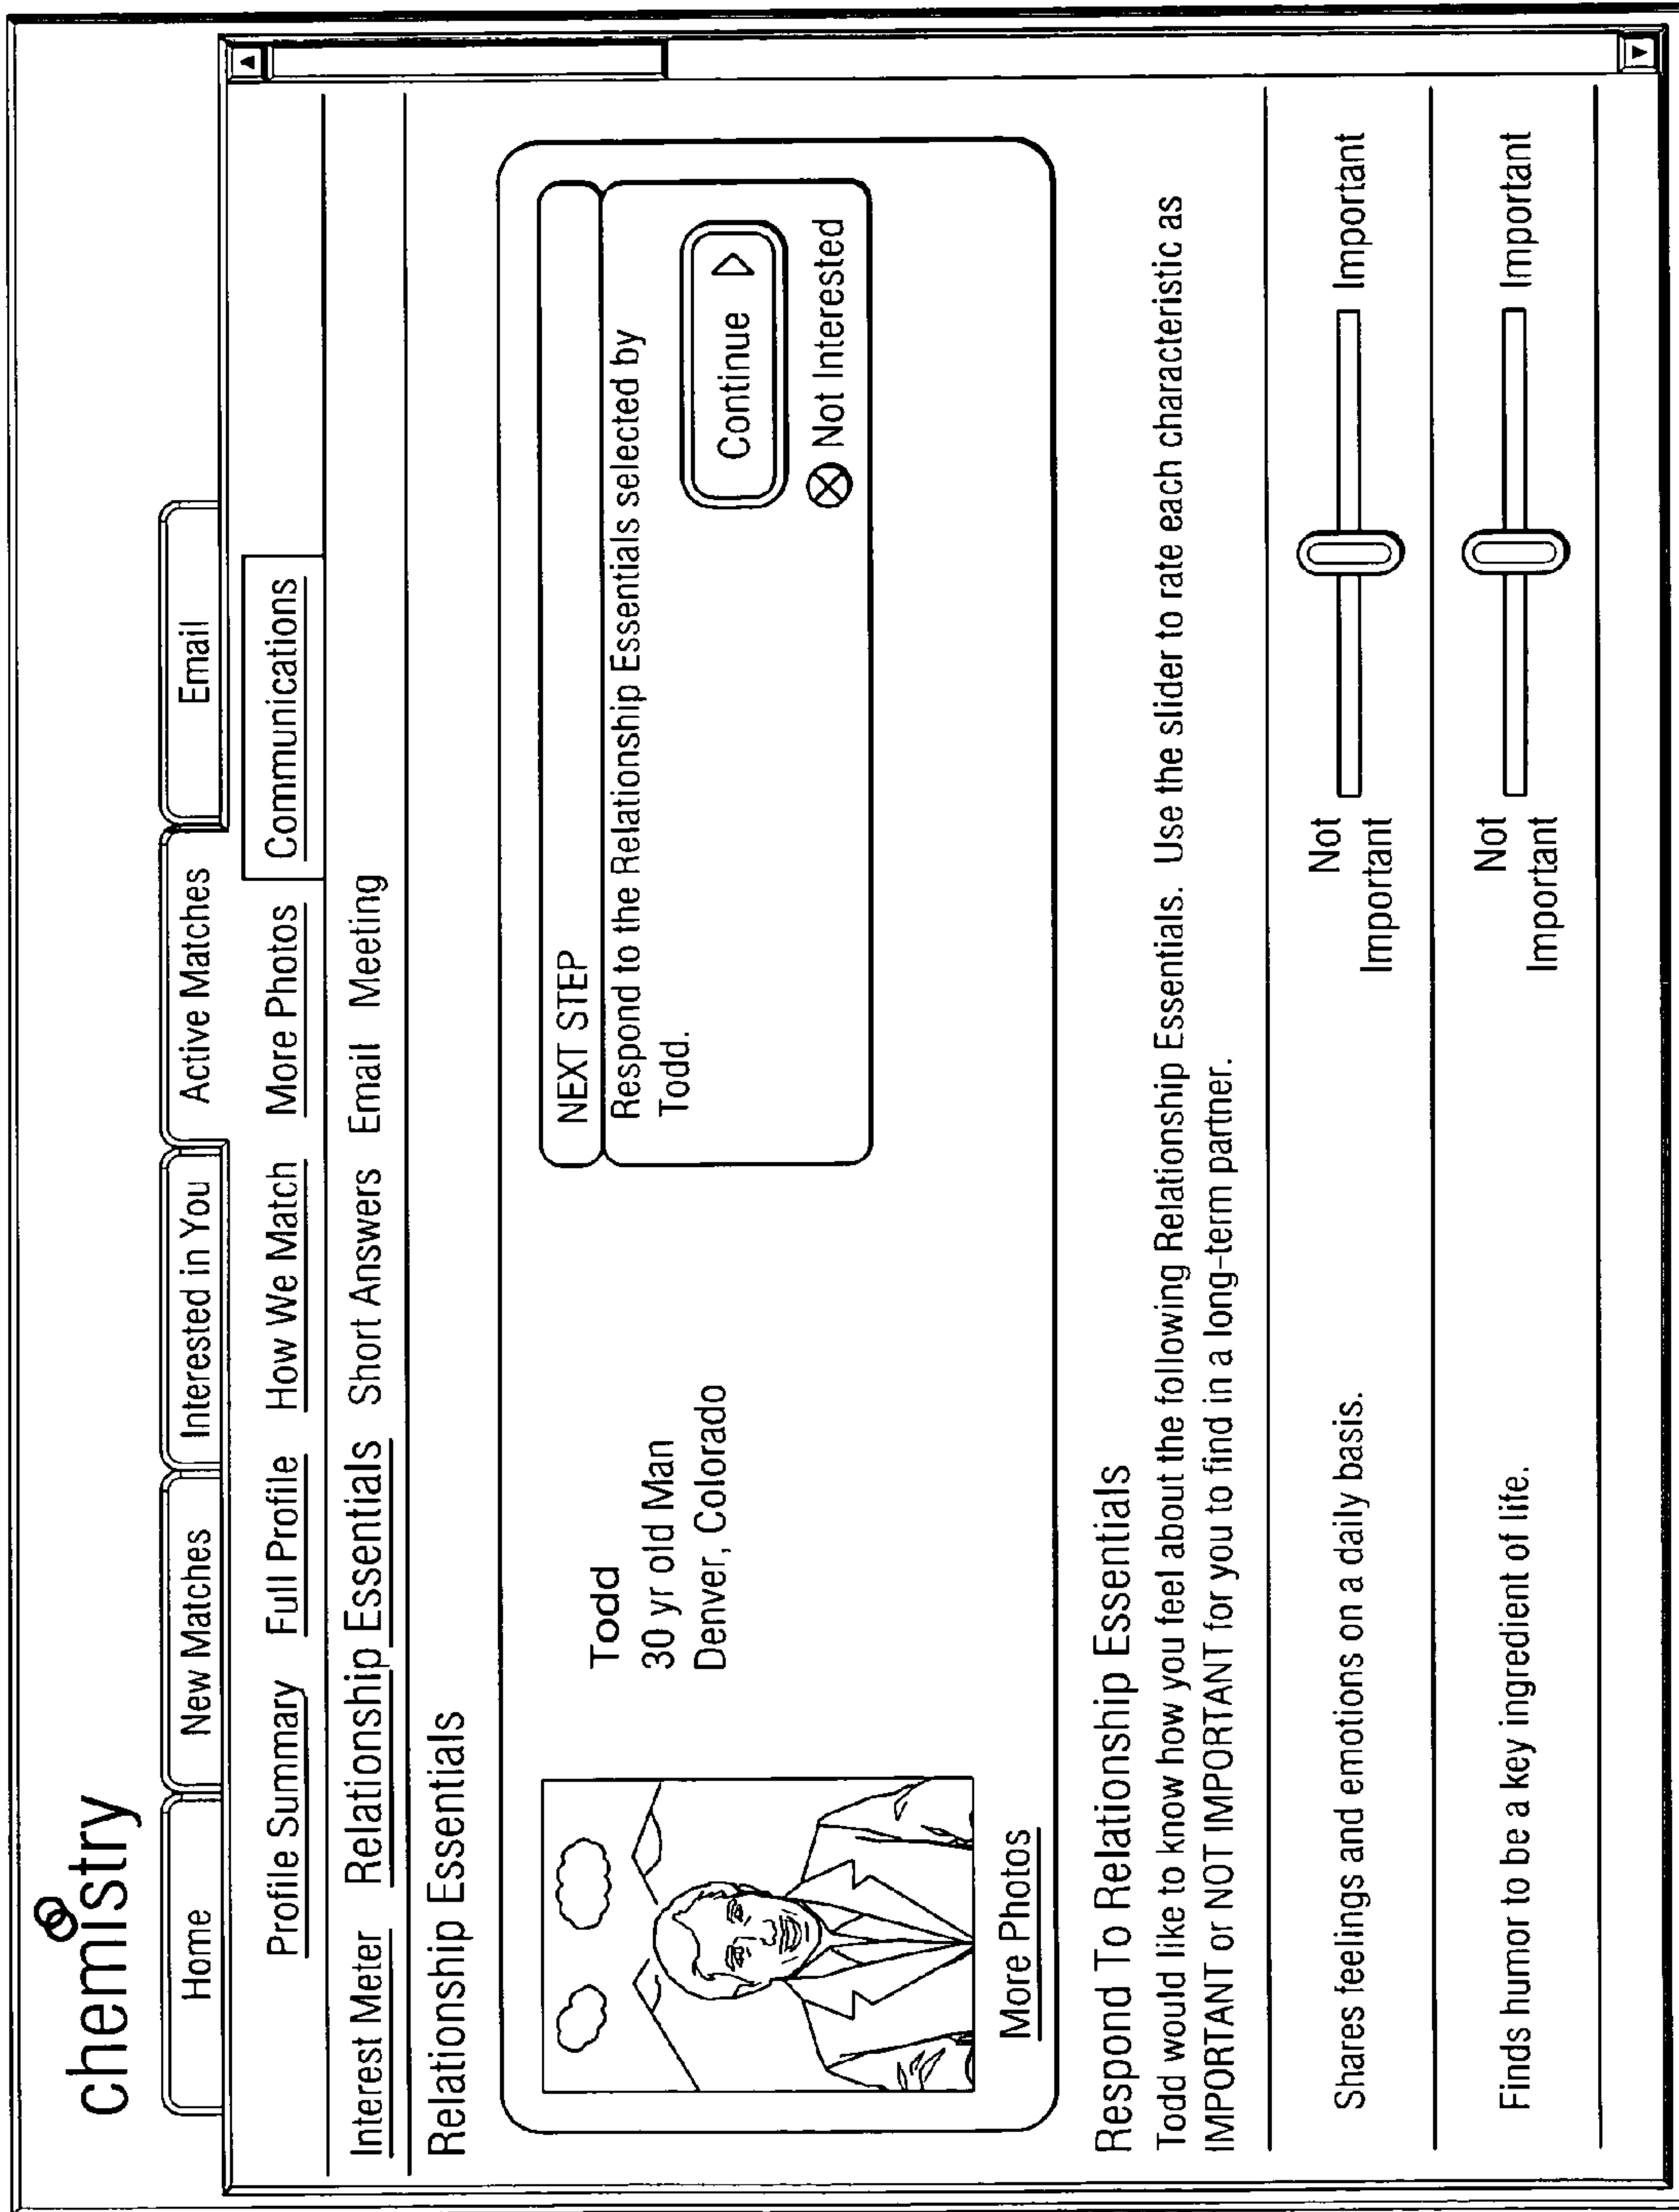 chemistry
Home New Matches Interested in You Active Matches Email
Profile Summary Full Profile How We Match More Photos Communications
Interest Meter Relationship Essentials Short Answers Email Meeting
Relationship Essentials
Todd
30 yr old Man
Denver, Colorado
More Photos
NEXT STEP
Respond to the Relationship Essentials selected by
Todd.
Continue
Not Interested
Respond To Relationship Essentials
Todd would like to know how you feel about the following Relationship Essentials. Use the slider to rate each characteristic as
IMPORTANT or NOT IMPORTANT for you to find in a long-term partner.
Shares feelings and emotions on a daily basis.
Not
Important
Important
Finds humor to be a key ingredient of life.
Not
Important
Important